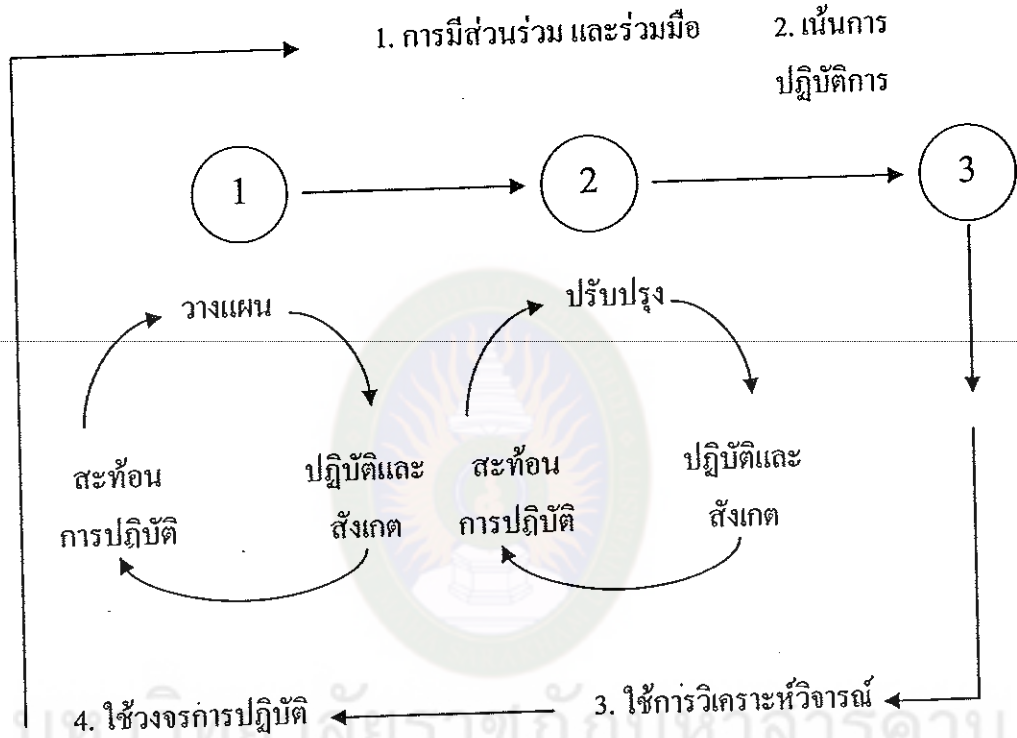 1. การมีส่วนร่วม และร่วมมือ
2. เน้นการ
ปฏิบัติการ
1
2
3
วางแผน
ปรับปรุง
สะท้อน
การปฏิบัติ
ปฏิบัติและ
สังเกต
สะท้อน
การปฏิบัติ
ปฏิบัติและ
สังเกต
4. ใช้วงจรการปฏิบัติ
3. ใช้การวิเคราะห์วิจารณ์